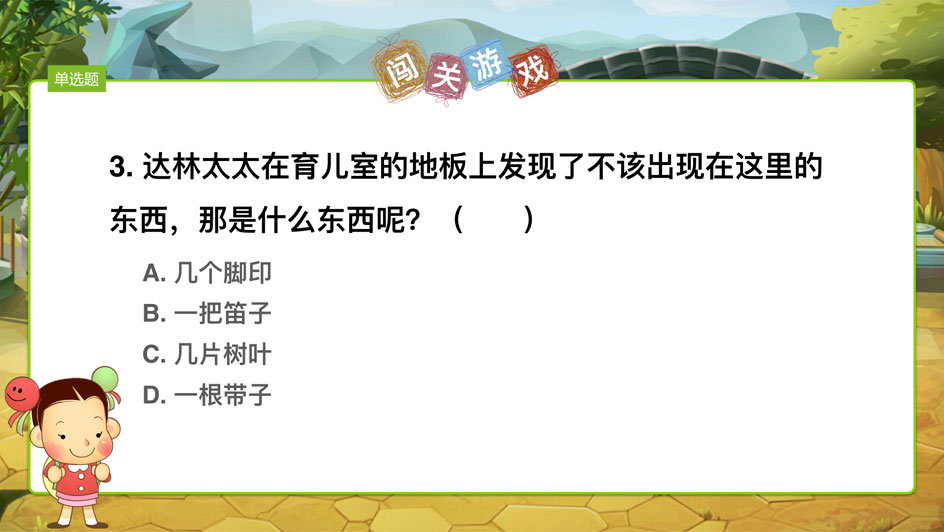 单选题
闯关游戏
3. 达林太太在育儿室的地板上发现了不该出现在这里的
东西，那是什么东西呢？（　　）
A. 几个脚印
B. 一把笛子
C. 几片树叶
D. 一根带子